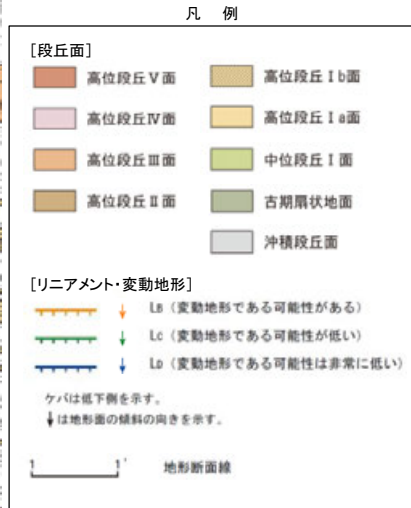 凡 例
[段丘面]
高位段丘Ⅴ面
高位段丘Ⅳ面
高位段丘Ⅲ面
高位段丘Ⅱ面
高位段丘Ⅰb面
高位段丘Ⅰa面
中位段丘Ⅰ面
古期扇状地面
沖積段丘面
[リニアメント・変動地形]
LB (変動地形である可能性がある)
LC (変動地形である可能性が低い)
LD (変動地形である可能性は非常に低い)
ケバは低下側を示す。
↓は地形面の傾斜の向きを示す。
1 1' 地形断面線